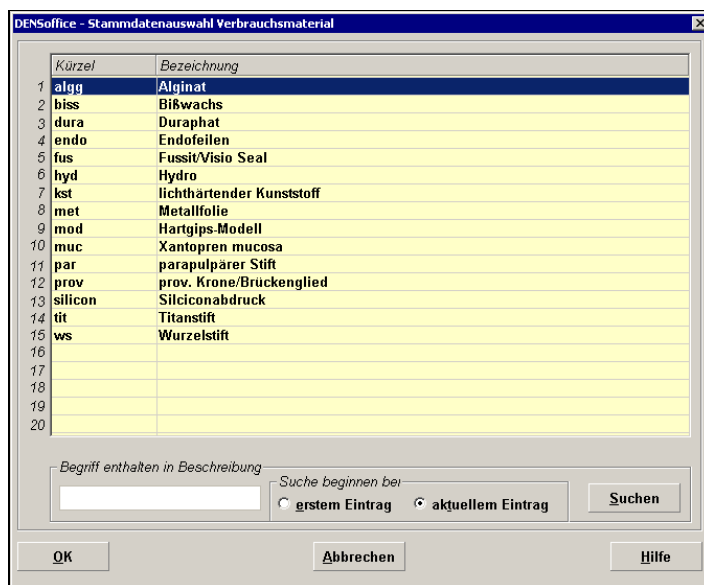 DENSoffice - Stammdatenauswahl Verbrauchsmaterial
Kürzel Bezeichnung
1 algg Alginat
2 biss Bißwachs
3 dura Duraphat
4 endo Endofeilen
5 fus Fussit/Visio Seal
6 hyd Hydro
7 kst lichthärtender Kunststoff
8 met Metallfolie
9 mod Hartgips-Modell
10 muc Xantopren mucosa
11 par parapulpärer Stift
12 prov prov. Krone/Brückenglied
13 silicon Silciconabdruck
14 tit Titanstift
15 ws Wurzelstift
16
17
18
19
20
Begriff enthalten in Beschreibung
Suche beginnen bei
erstem Eintrag aktuellem Eintrag Suchen
OK Abbrechen Hilfe